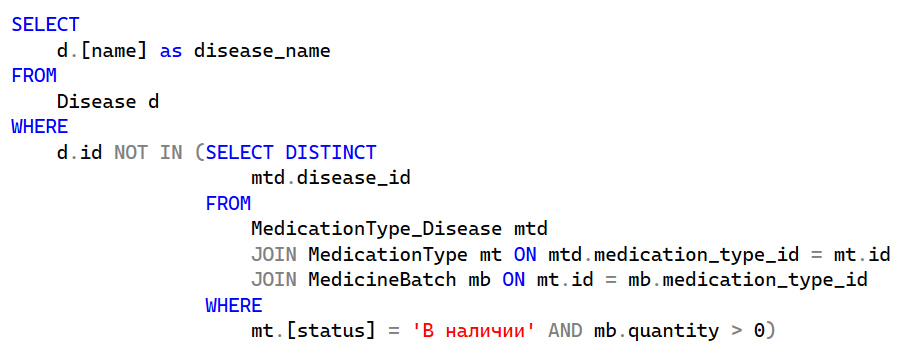 SELECT
    d.[name] as disease_name
FROM
    Disease d
WHERE
    d.id NOT IN (SELECT DISTINCT
                     mtd.disease_id
                 FROM
                     MedicationType_Disease mtd
                     JOIN MedicationType mt ON mtd.medication_type_id = mt.id
                     JOIN MedicineBatch mb ON mt.id = mb.medication_type_id
                 WHERE
                     mt.[status] = 'В наличии' AND mb.quantity > 0)